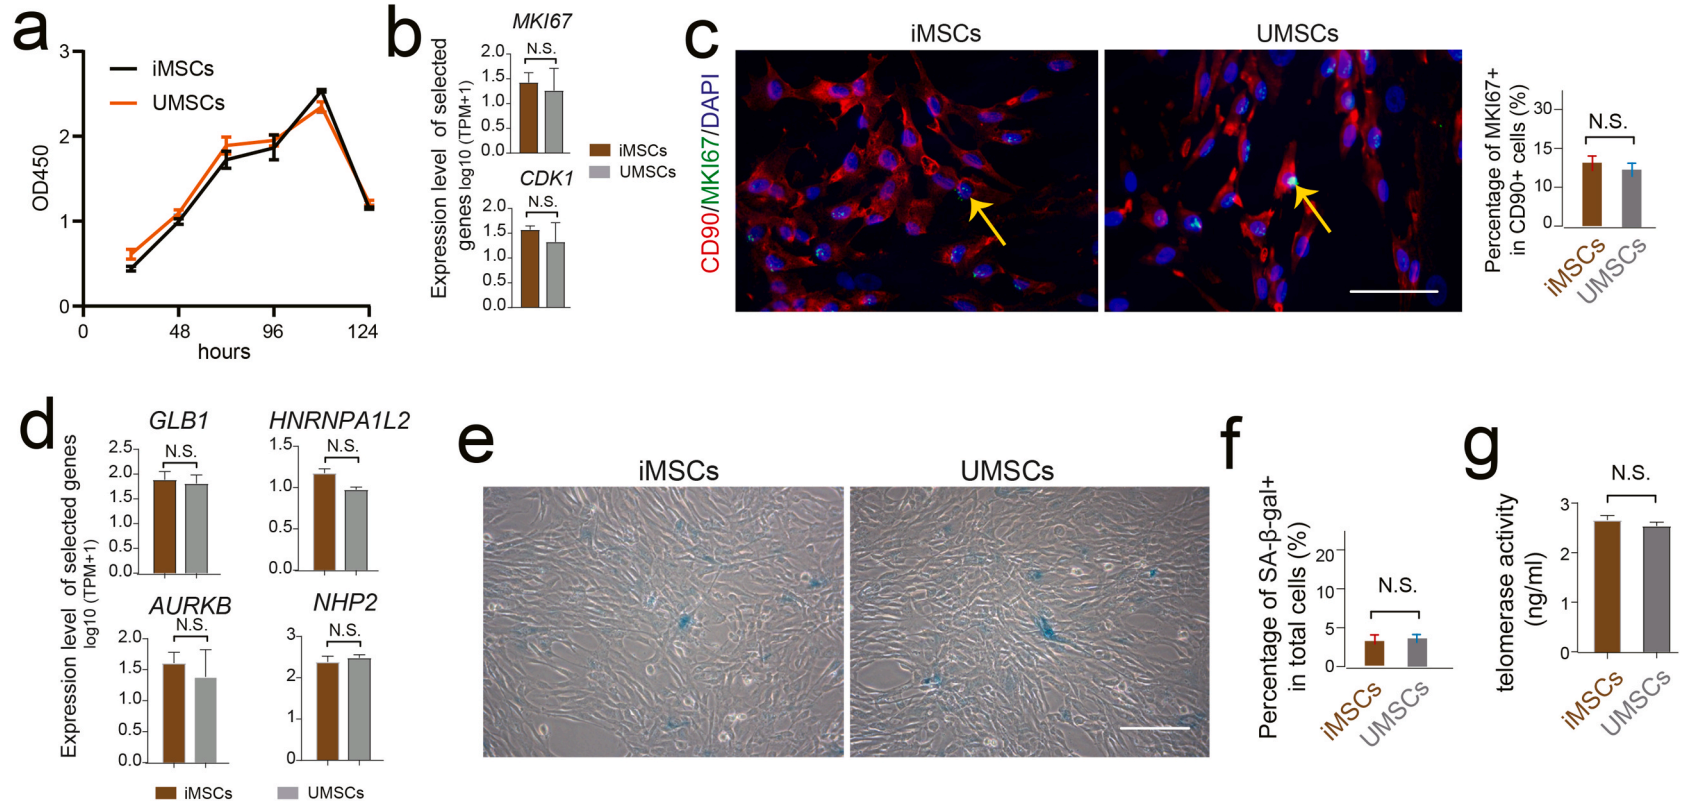 a
3
2
1
0
OD450
iMSCs
UMSCs
0
48
96
124
hours
b
Expression level of selected
genes log10 (TPM+1)
MKI67
N.S.
2.0
1.5
1.0
0.5
0.0
CDK1
N.S.
2.0
1.5
1.0
0.5
0.0
iMSCs
UMSCs
c
iMSCs
UMSCs
CD90/MKI67/DAPI
Percentage of MKI67+
in CD90+ cells (%)
30
15
10
0
N.S.
iMSCs
UMSCs
d
Expression level of selected genes
log10 (TPM+1)
GLB1
N.S.
2.5
2.0
1.5
1.0
0.5
0.0
HNRNPA1L2
N.S.
1.5
1.0
0.5
0.0
AURKB
N.S.
2.0
1.5
1.0
0.5
0.0
NHP2
N.S.
3
2
1
0
iMSCs
UMSCs
e
iMSCs
UMSCs
f
Percentage of SA-β-gal+
in total cells (%)
20
10
5
0
N.S.
iMSCs
UMSCs
g
telomerase activity
(ng/ml)
3
2
1
0
N.S.
iMSCs
UMSCs